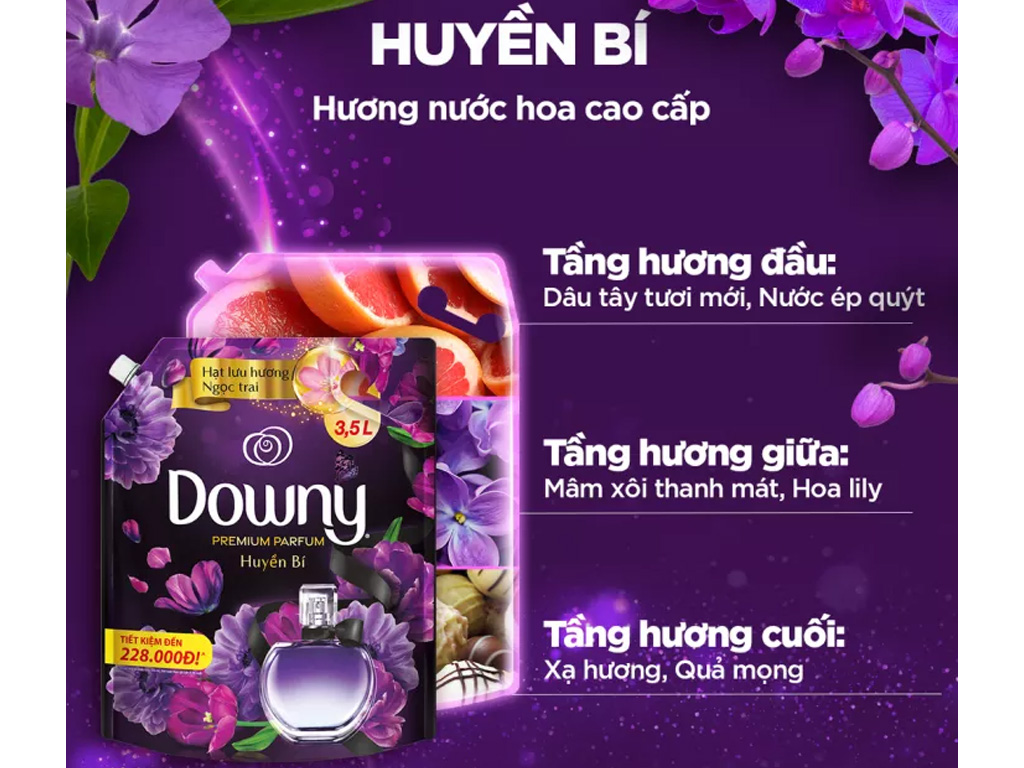 HUYỀN BÍ
Hương nước hoa cao cấp
Tầng hương đầu:
Dâu tây tươi mới, Nước ép quýt
Hạt lưu hương
Ngọc trai
3,5L
Downy
PREMIUM PARFUM
Huyền Bí
Tầng hương giữa:
Mâm xôi thanh mát, Hoa lily
TIẾT KIỆM ĐẾN
228.000Đ!^
Tầng hương cuối:
Xạ hương, Quả mọng